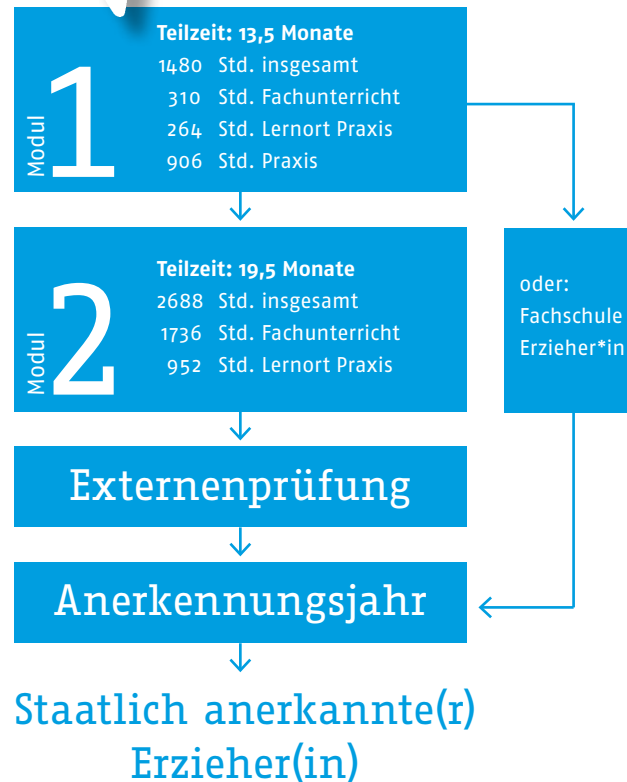 Modul 1
Teilzeit: 13,5 Monate
1480 Std. insgesamt
310 Std. Fachunterricht
264 Std. Lernort Praxis
906 Std. Praxis
Modul 2
Teilzeit: 19,5 Monate
2688 Std. insgesamt
1736 Std. Fachunterricht
952 Std. Lernort Praxis
oder:
Fachschule
Erzieher*in
Externenprüfung
Anerkennungsjahr
Staatlich anerkannte(r)
Erzieher(in)